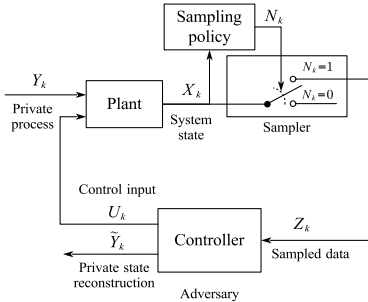 Sampling
policy
N_k
Y_k
Private
process
Plant
X_k
System
state
N_k=1
N_k=0
Sampler
Control input
U_k
Ỹ_k
Private state
reconstruction
Controller
Adversary
Z_k
Sampled data